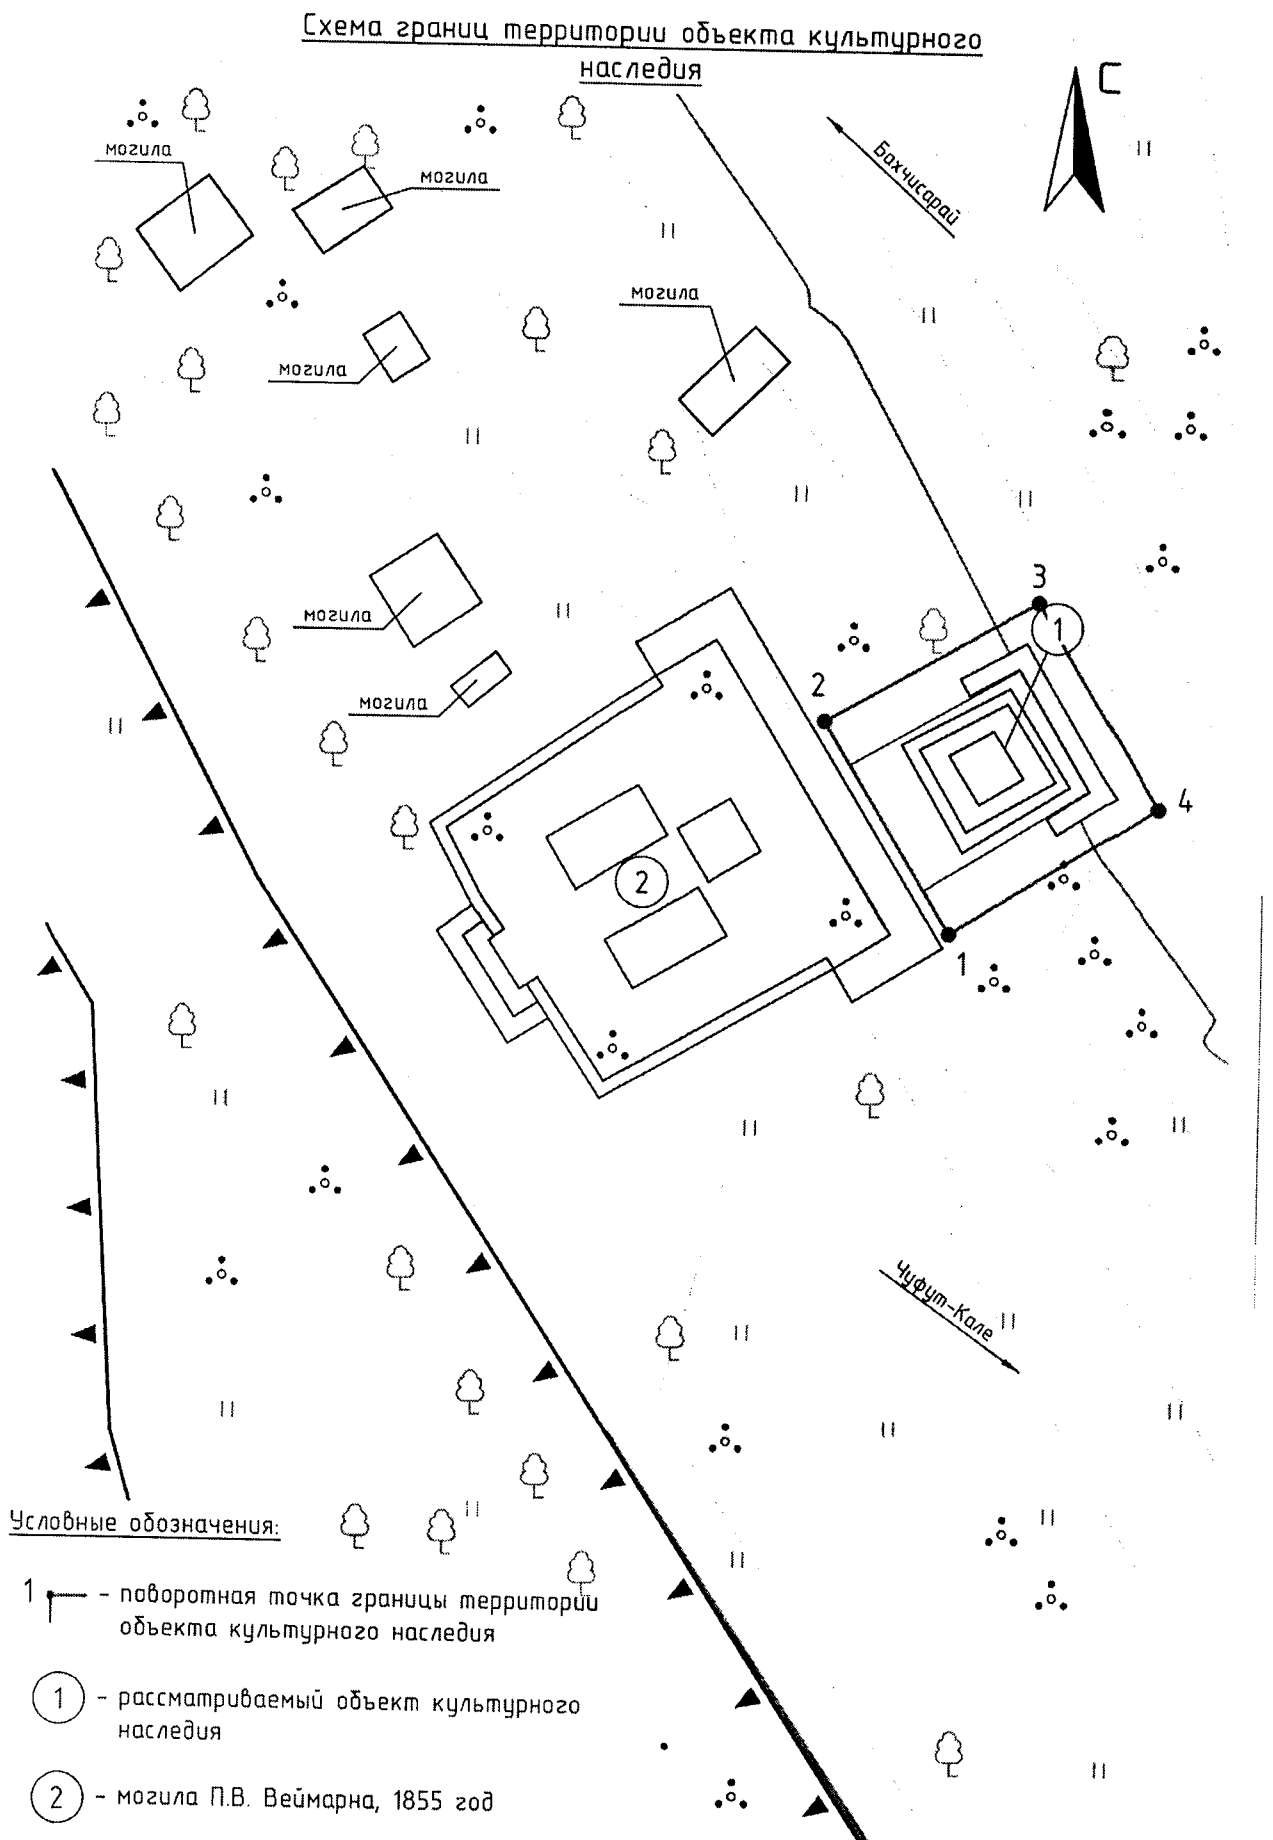 Схема границ территории объекта культурного
наследия
С
Бахчисарай
могила
могила
могила
могила
могила
могила
3
1
2
4
2
1
Чуфут-Кале
Условные обозначения:
1 - поворотная точка границы территории
объекта культурного наследия
1 - рассматриваемый объект культурного
наследия
2 - могила П.В. Веймарна, 1855 год